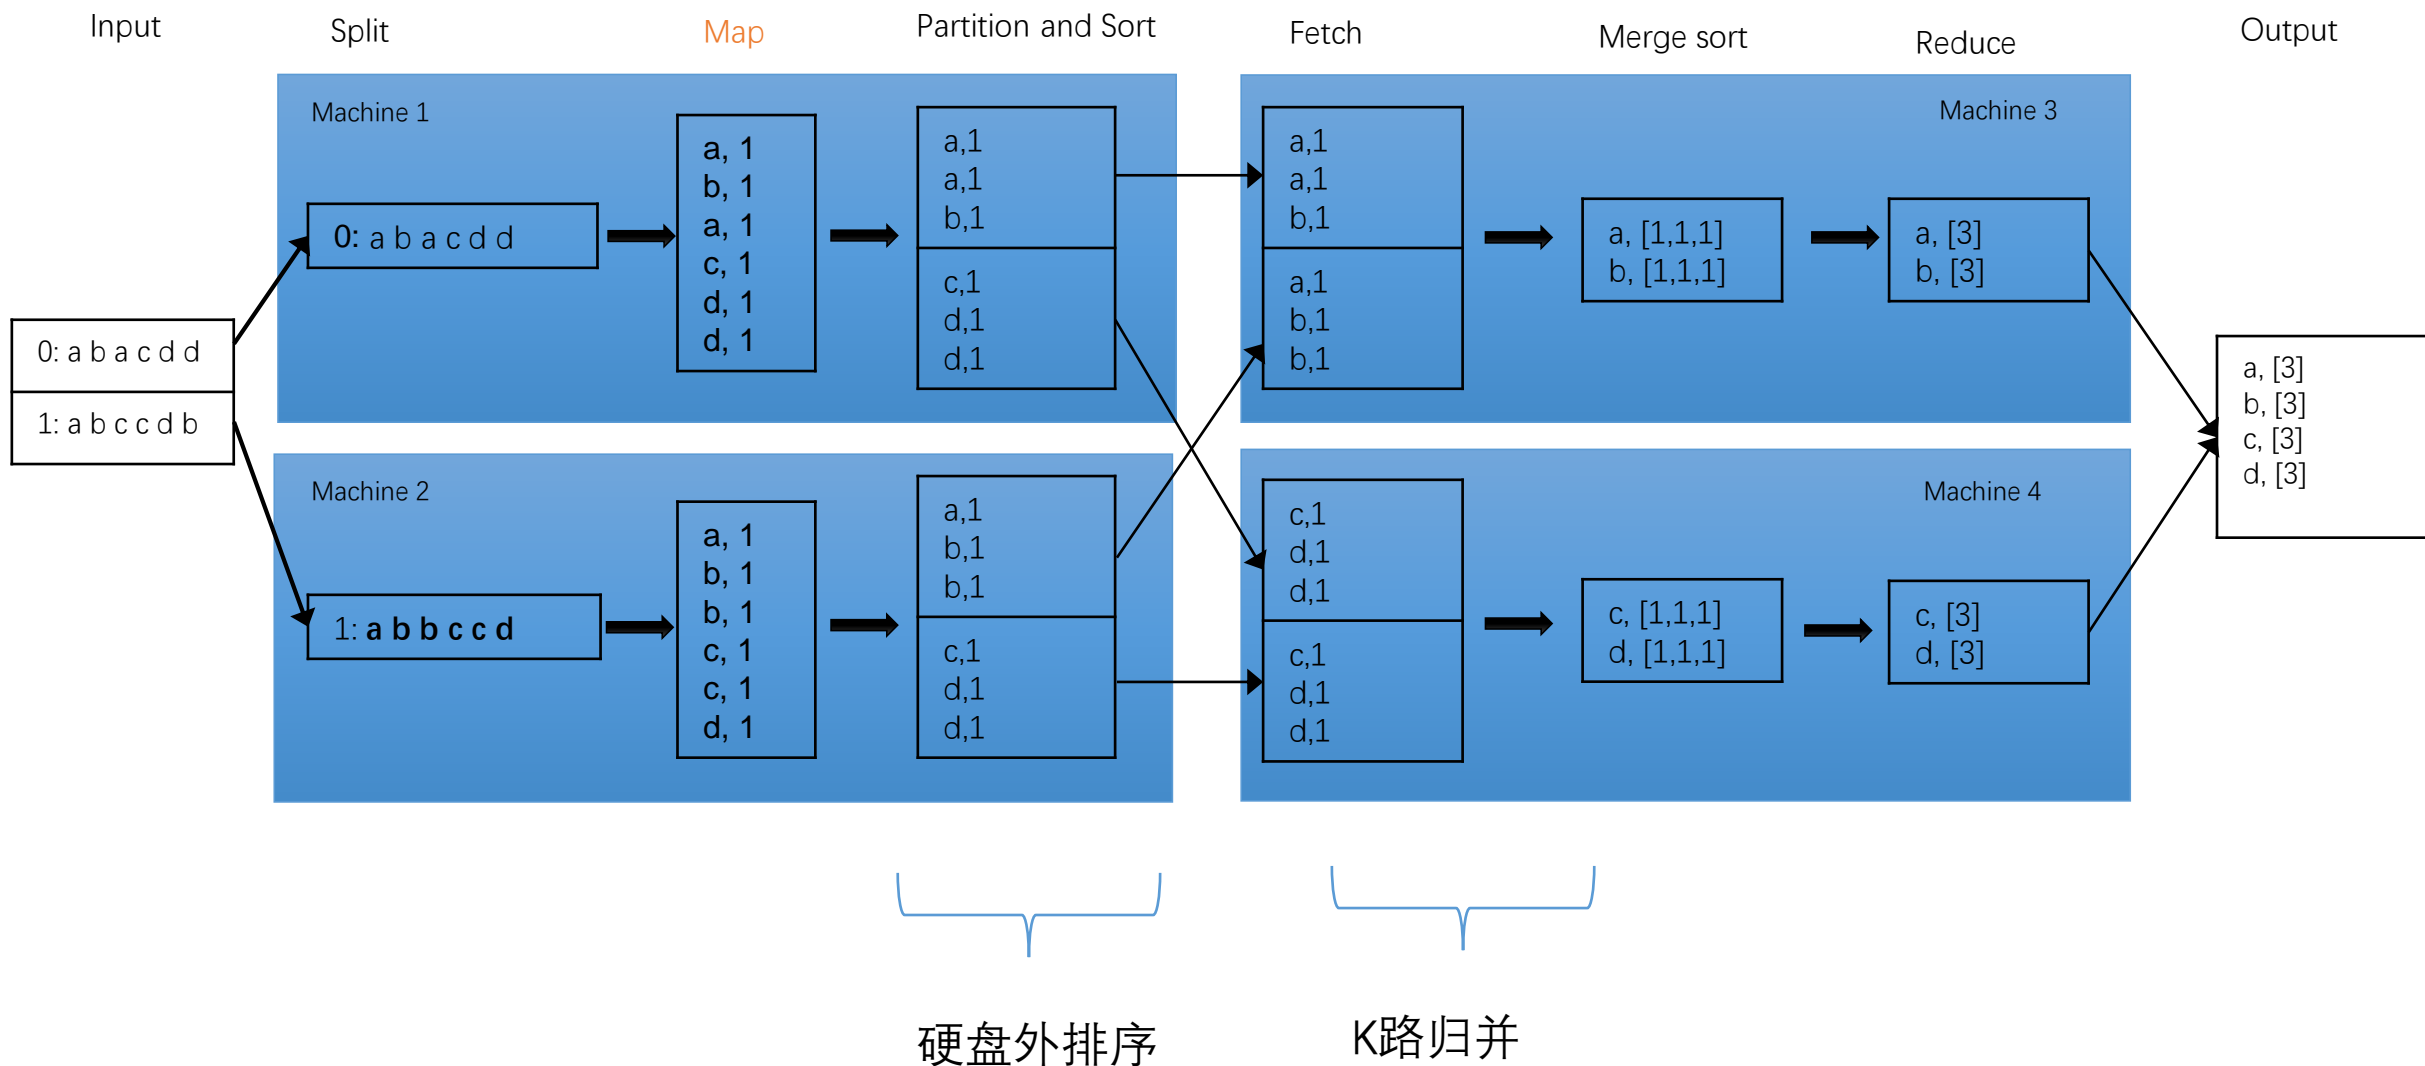 Input
Split
Map
Partition and Sort
Fetch
Merge sort
Reduce
Output
0: a b a c d d
1: a b c c d b
Machine 1
0: a b a c d d
a, 1
b, 1
a, 1
c, 1
d, 1
d, 1
a,1
a,1
b,1
c,1
d,1
d,1
Machine 2
1: a b b c c d
a, 1
b, 1
b, 1
c, 1
c, 1
d, 1
a,1
b,1
b,1
c,1
d,1
d,1
Machine 3
a,1
a,1
b,1
a,1
b,1
b,1
a, [1,1,1]
b, [1,1,1]
a, [3]
b, [3]
Machine 4
c,1
d,1
d,1
c,1
d,1
d,1
c, [1,1,1]
d, [1,1,1]
c, [3]
d, [3]
a, [3]
b, [3]
c, [3]
d, [3]
硬盘外排序
K路归并